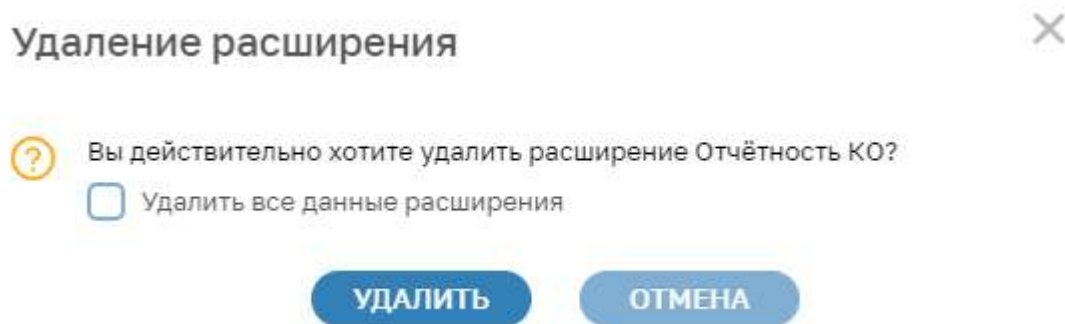 Удаление расширения
Вы действительно хотите удалить расширение Отчётность КО?
Удалить все данные расширения
УДАЛИТЬ ОТМЕНА